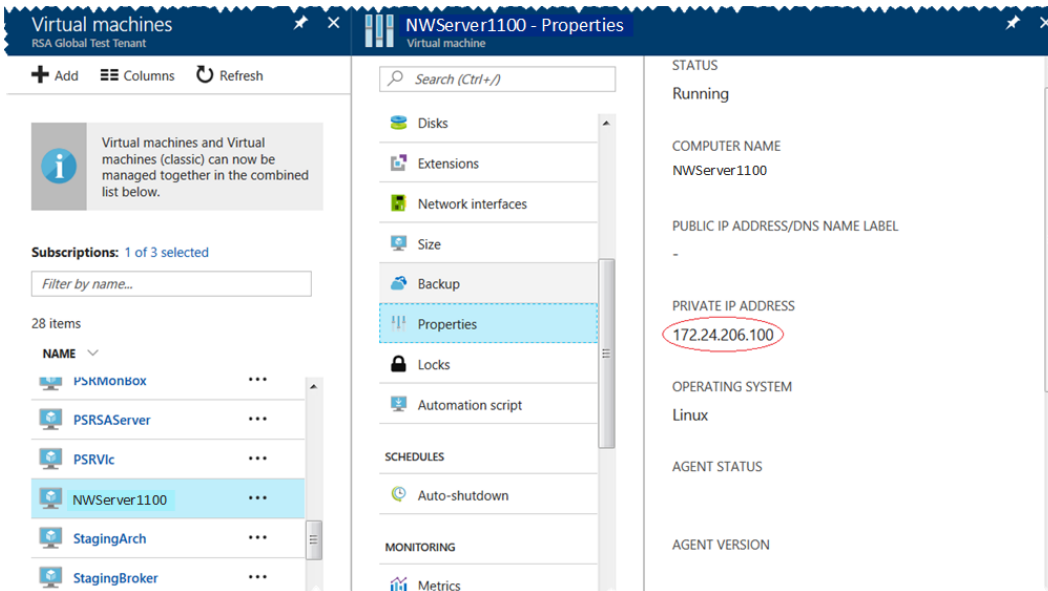 Virtual machines
RSA Global Test Tenant
Add Columns Refresh
Virtual machines and Virtual
machines (classic) can now be
managed together in the combined
list below.
Subscriptions: 1 of 3 selected
Filter by name...
28 items
NAME
PSRMonBox
PSRSAServer
PSRVlc
NWServer1100
StagingArch
StagingBroker
NWServer1100 - Properties
Virtual machine
Search (Ctrl+/)
Disks
Extensions
Network interfaces
Size
Backup
Properties
Locks
Automation script
SCHEDULES
Auto-shutdown
MONITORING
Metrics
STATUS
Running
COMPUTER NAME
NWServer1100
PUBLIC IP ADDRESS/DNS NAME LABEL
-
PRIVATE IP ADDRESS
172.24.206.100
OPERATING SYSTEM
Linux
AGENT STATUS
AGENT VERSION